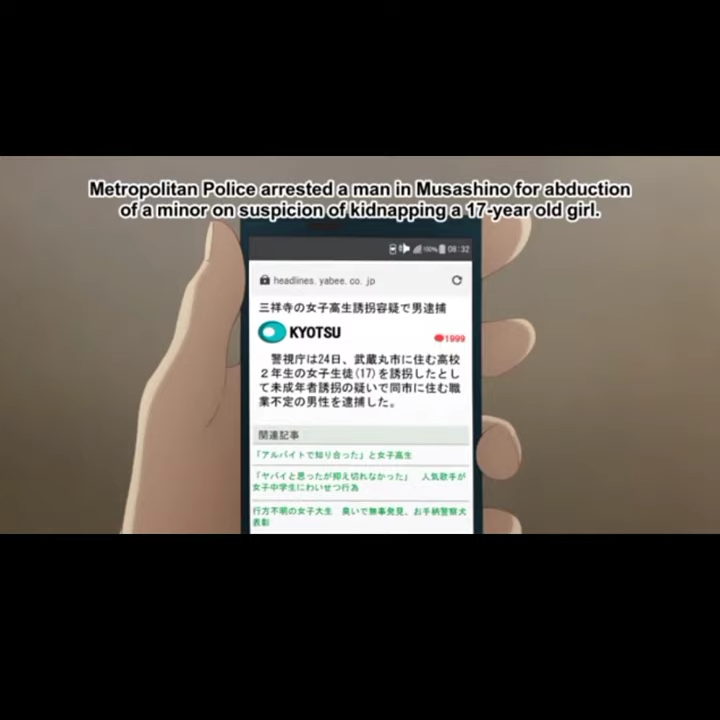 Metropolitan Police arrested a man in Musashino for abduction
of a minor on suspicion of kidnapping a 17-year old girl.
100% 08:32
headlines. yabee. co. jp
三祥寺の女子高生誘拐容疑で男逮捕
KYOTSU
1999
警視庁は24日、武蔵丸市に住む高校
2年生の女子生徒(17)を誘拐したとし
て未成年者誘拐の疑いで同市に住む職
業不定の男性を逮捕した。
関連記事
「アルバイトで知り合った」と女子高生
「ヤバイと思ったが抑え切れなかった」 人気歌手が
女子中学生にわいせつ行為
行方不明の女子大生 臭いで無事発見、お手柄警察犬
表彰